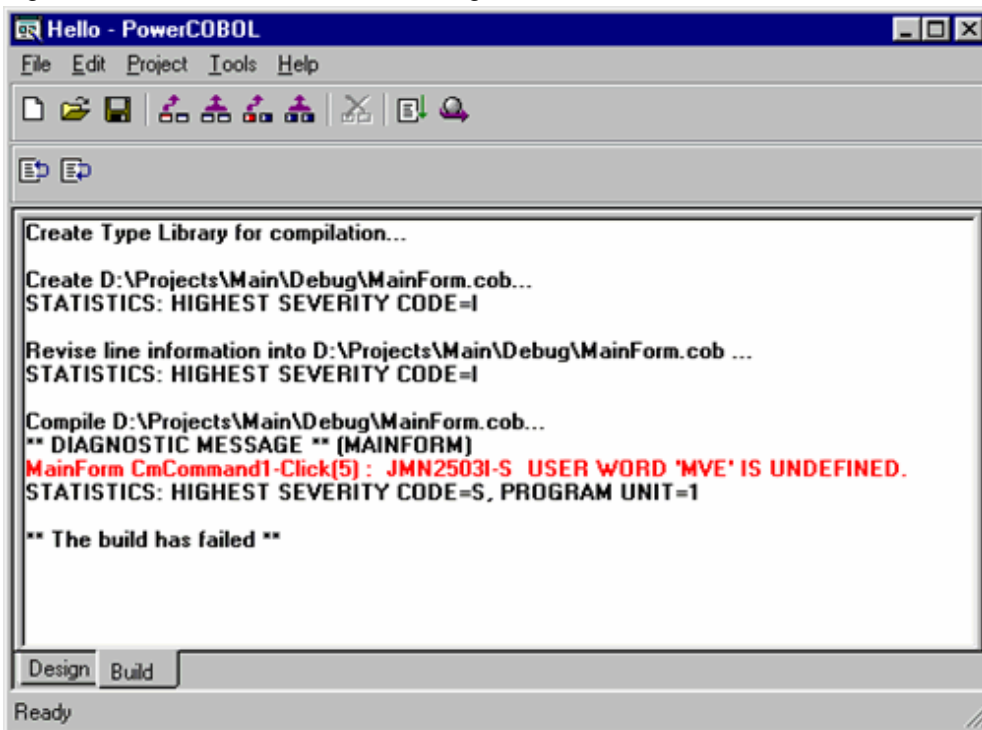 Hello - PowerCOBOL
File Edit Project Tools Help
Create Type Library for compilation...
Create D:\Projects\Main\Debug\MainForm.cob...
STATISTICS: HIGHEST SEVERITY CODE=I
Revise line information into D:\Projects\Main\Debug\MainForm.cob ...
STATISTICS: HIGHEST SEVERITY CODE=I
Compile D:\Projects\Main\Debug\MainForm.cob...
** DIAGNOSTIC MESSAGE ** (MAINFORM)
MainForm CmCommand1-Click(5) : JMN2503I-S USER WORD 'MVE' IS UNDEFINED.
STATISTICS: HIGHEST SEVERITY CODE=S, PROGRAM UNIT=1
** The build has failed **
Design Build
Ready